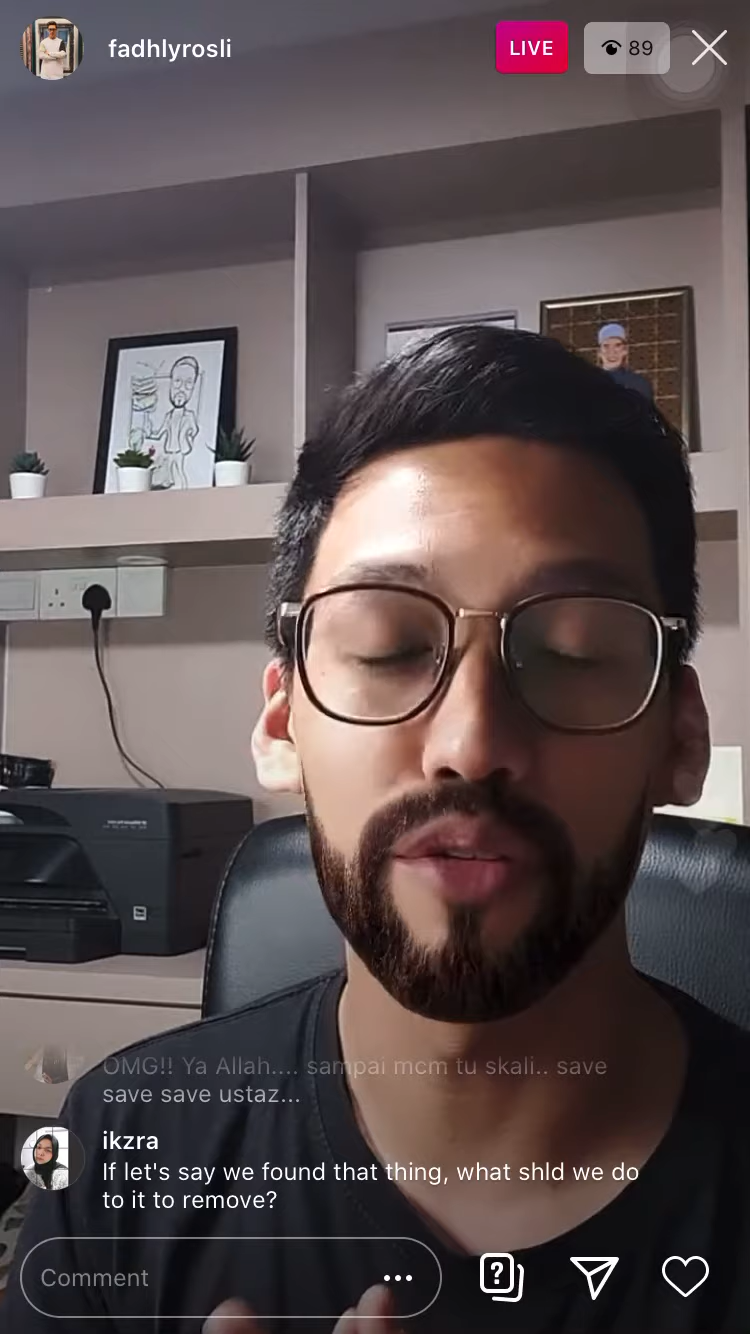 fadhlyrosli
LIVE
89
OMG!! Ya Allah.... sampai mcm tu skali.. save
save save ustaz...
ikzra
If let's say we found that thing, what shld we do
to it to remove?
Comment